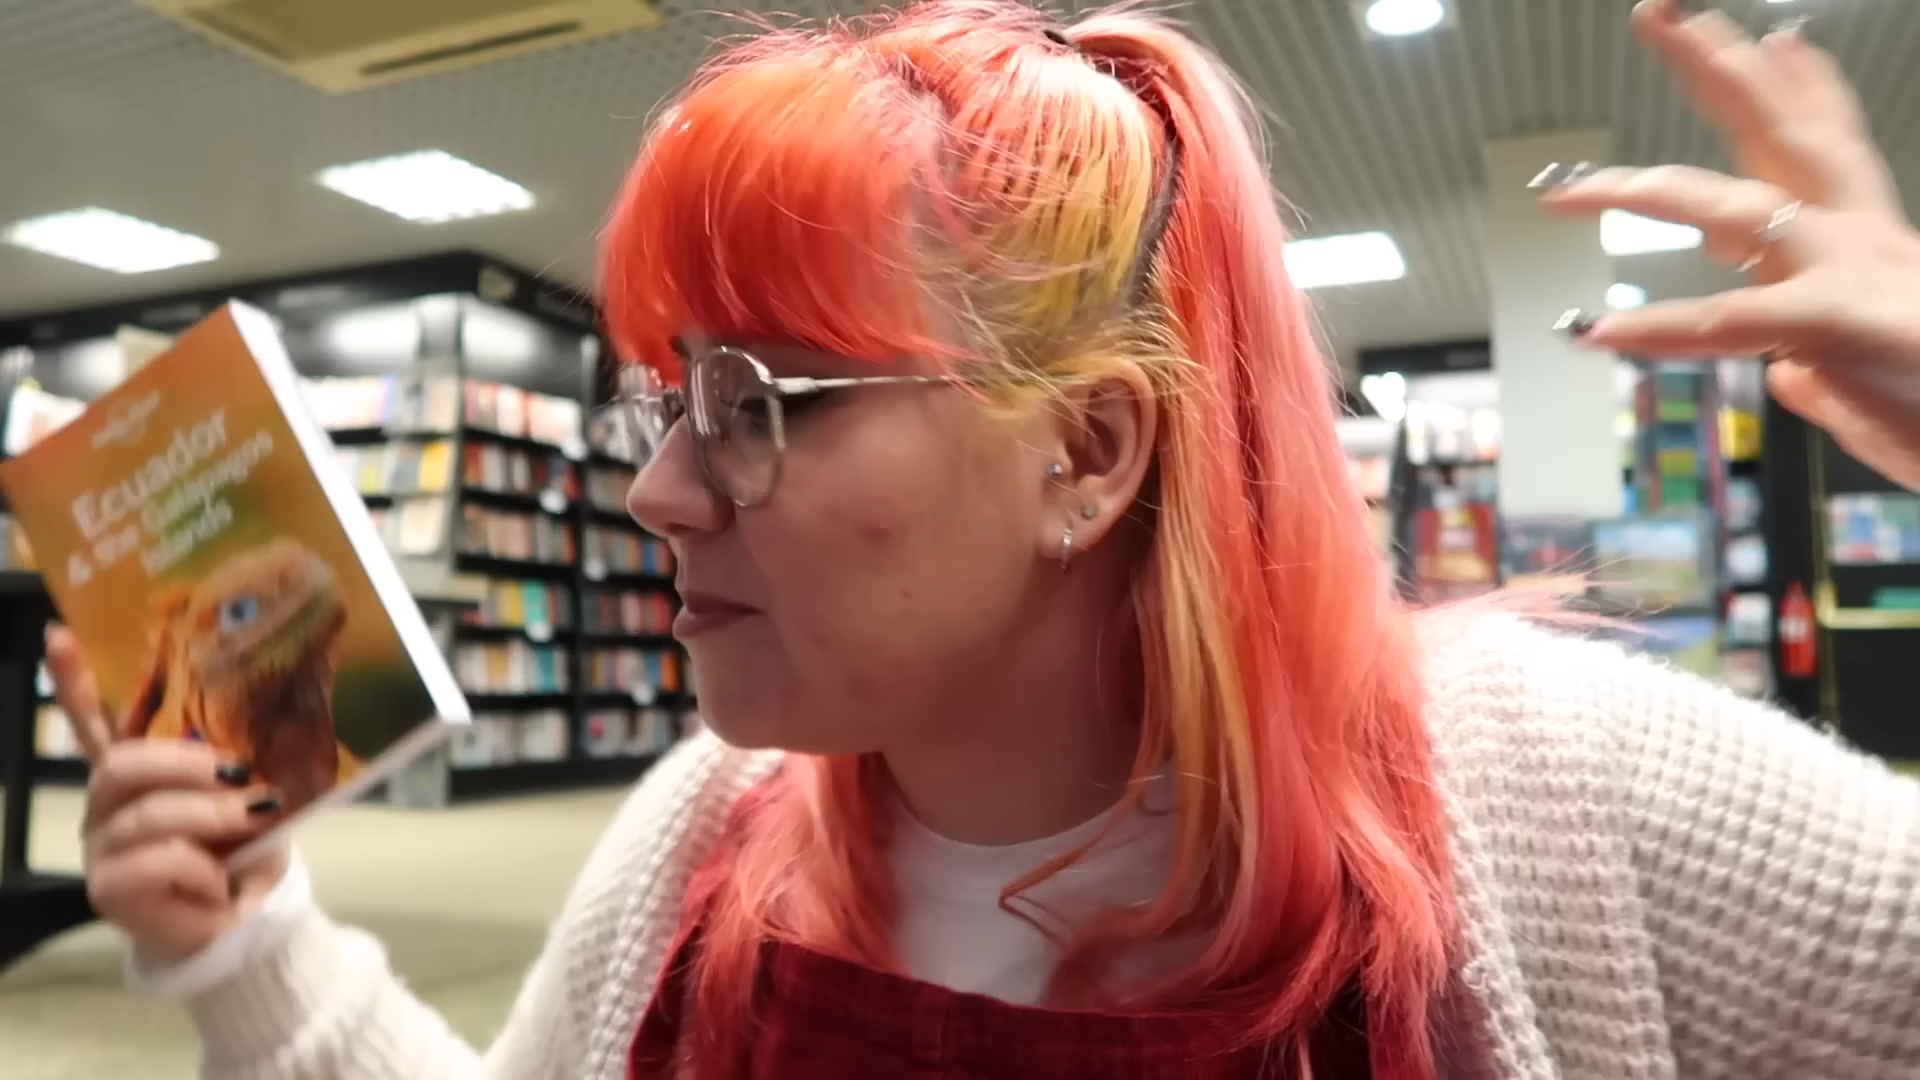 Ecuador
& the Galápagos
Islands